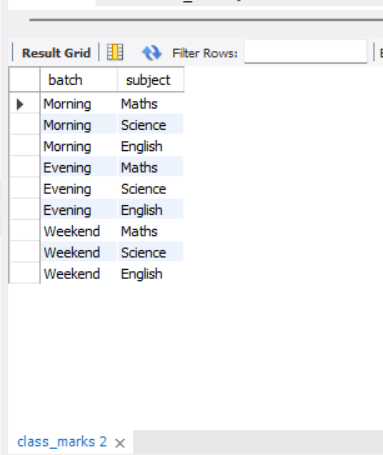 Result Grid Filter Rows:
batch subject
Morning Maths
Morning Science
Morning English
Evening Maths
Evening Science
Evening English
Weekend Maths
Weekend Science
Weekend English
class_marks 2